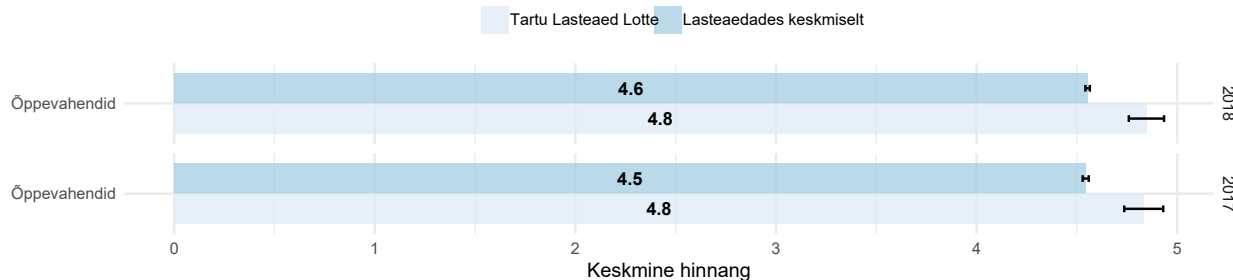 Tartu Lasteaed Lotte Lasteaedades keskmiselt
4.6
Õppevahendid
4.8
2018
4.5
Õppevahendid
4.8
2017
0 1 2 3 4 5
Keskmine hinnang